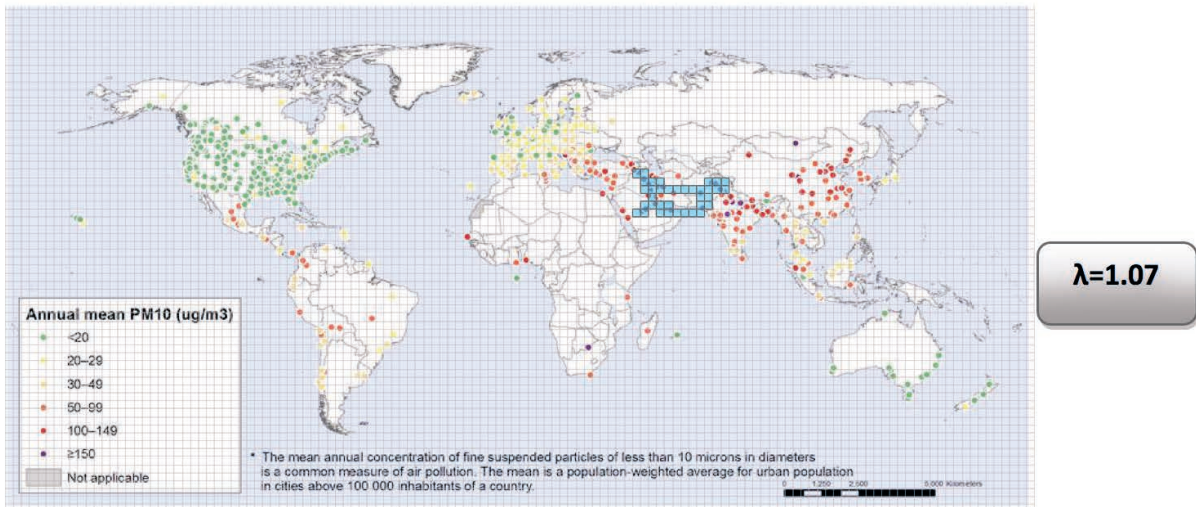 λ=1.07
Annual mean PM10 (ug/m3)
<20
20–29
30–49
50–99
100–149
≥150
Not applicable
* The mean annual concentration of fine suspended particles of less than 10 microns in diameters
is a common measure of air pollution. The mean is a population-weighted average for urban population
in cities above 100 000 inhabitants of a country.
0 1,250 2,500 5,000 Kilometers